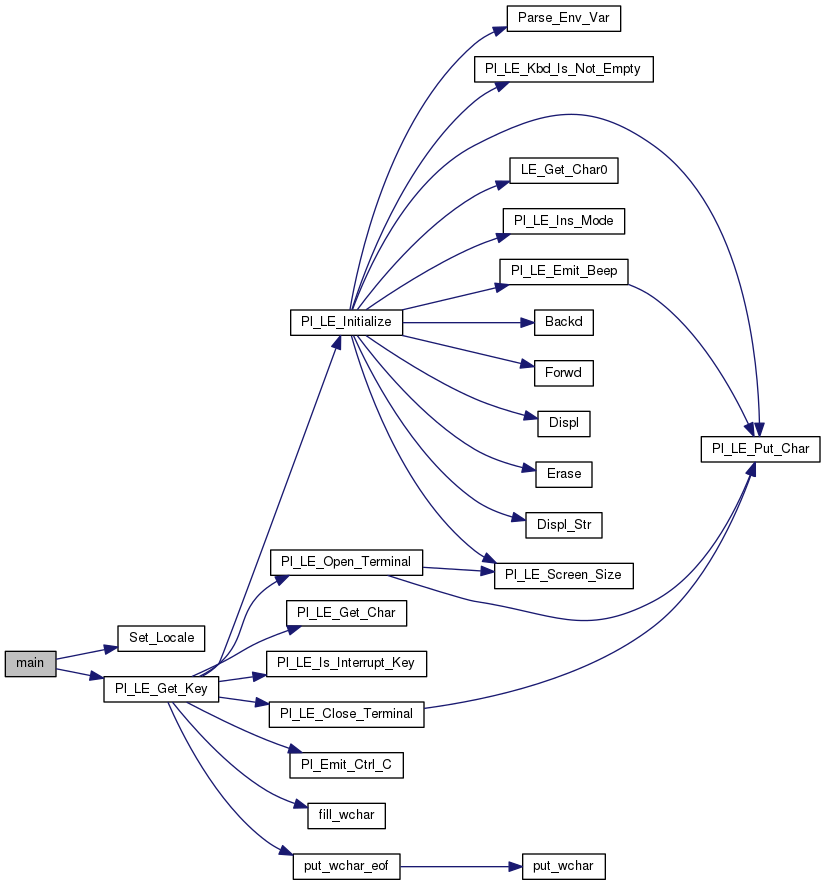 Parse_Env_Var
Pl_LE_Kbd_Is_Not_Empty
LE_Get_Char0
Pl_LE_Ins_Mode
Pl_LE_Emit_Beep
Pl_LE_Initialize
Backd
Forwd
Displ
Pl_LE_Put_Char
Erase
Displ_Str
Pl_LE_Open_Terminal
Pl_LE_Screen_Size
Pl_LE_Get_Char
Set_Locale
main
Pl_LE_Is_Interrupt_Key
Pl_LE_Get_Key
Pl_LE_Close_Terminal
Pl_Emit_Ctrl_C
fill_wchar
put_wchar_eof
put_wchar